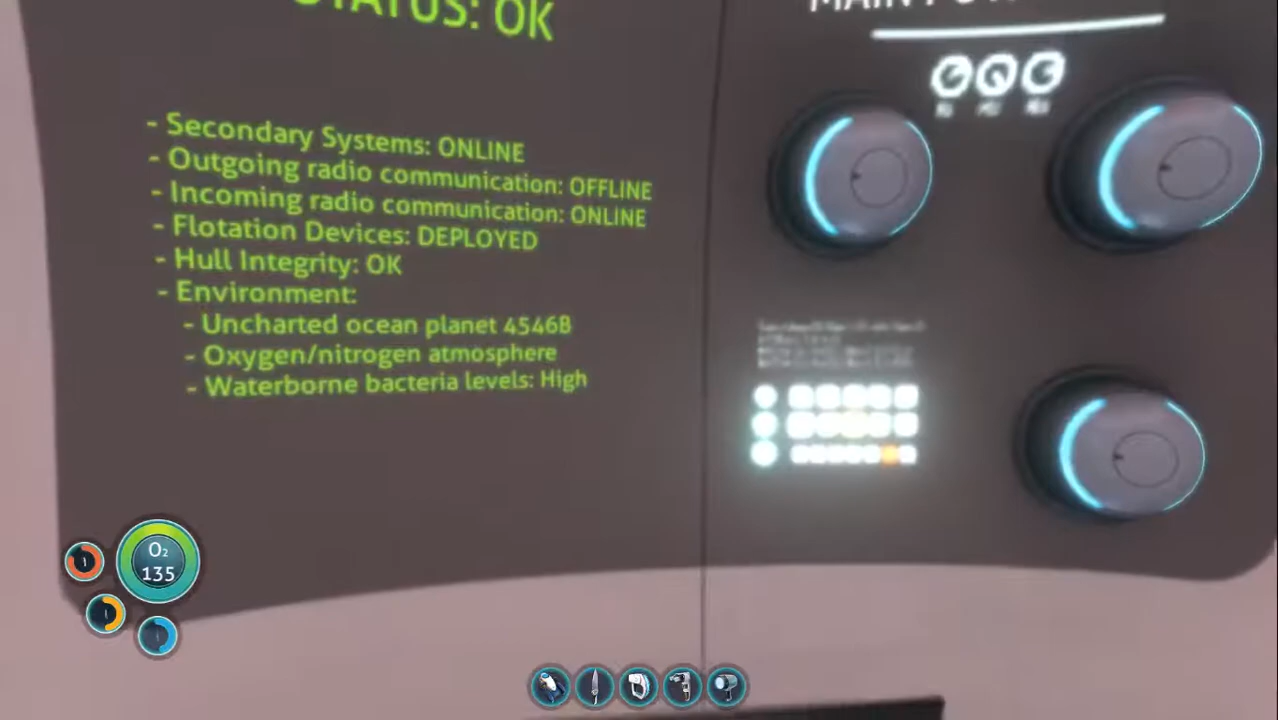 STATUS: OK
MAIN
- Secondary Systems: ONLINE
- Outgoing radio communication: OFFLINE
- Incoming radio communication: ONLINE
- Flotation Devices: DEPLOYED
- Hull Integrity: OK
- Environment:
- Uncharted ocean planet 4546B
- Oxygen/nitrogen atmosphere
- Waterborne bacteria levels: High
O₂
135